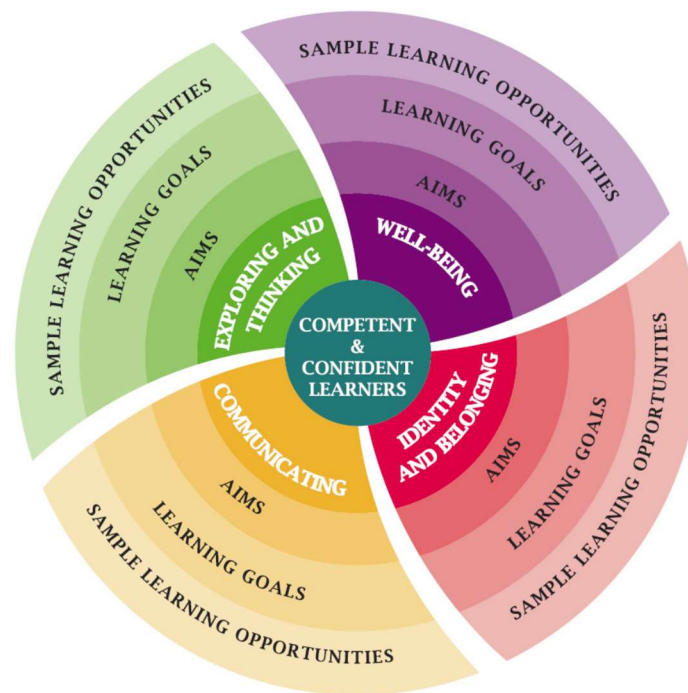 SAMPLE LEARNING OPPORTUNITIES
LEARNING GOALS
AIMS
WELL-BEING
SAMPLE LEARNING OPPORTUNITIES
LEARNING GOALS
AIMS
EXPLORING AND
THINKING
COMPETENT
&
CONFIDENT
LEARNERS
IDENTITY
AND BELONGING
AIMS
LEARNING GOALS
SAMPLE LEARNING OPPORTUNITIES
COMMUNICATING
AIMS
LEARNING GOALS
SAMPLE LEARNING OPPORTUNITIES